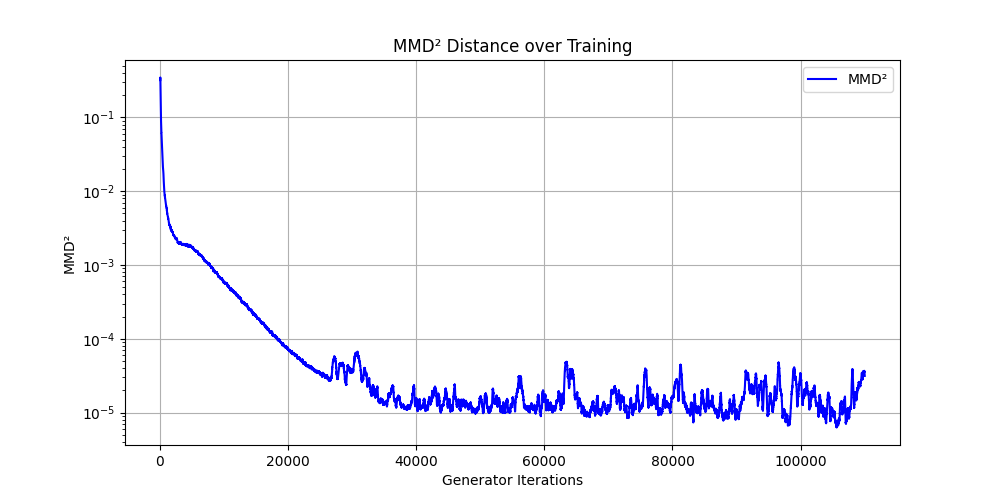 MMD² Distance over Training
MMD²
MMD²
10⁻¹
10⁻²
10⁻³
10⁻⁴
10⁻⁵
0 20000 40000 60000 80000 100000
Generator Iterations